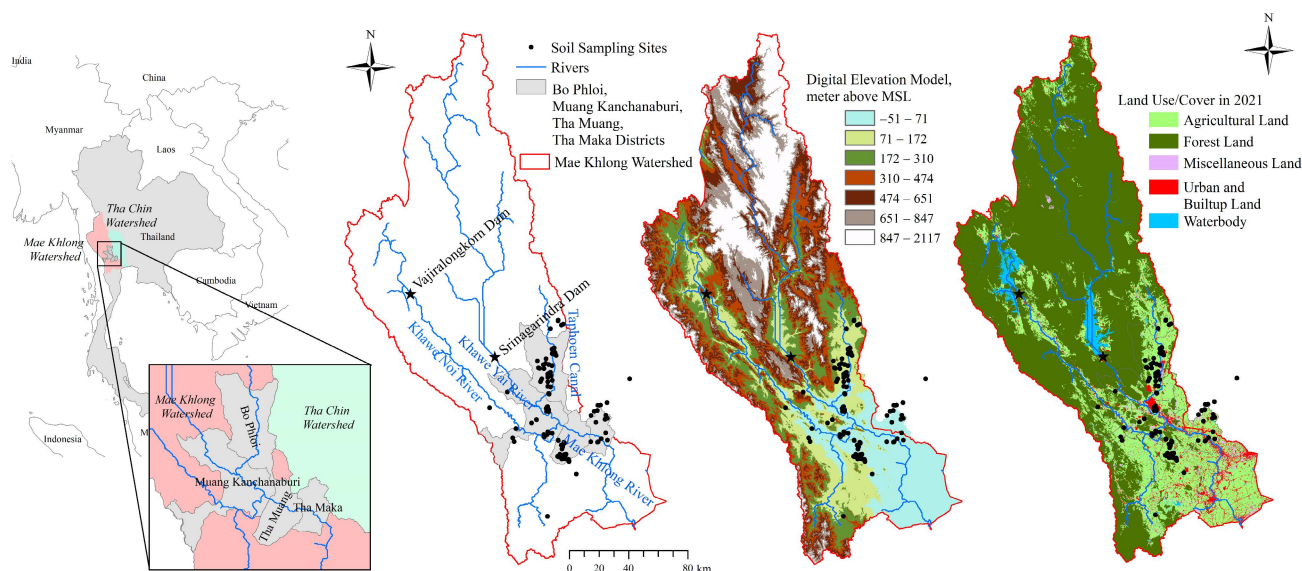 India
China
Myanmar
Laos
Tha Chin
Watershed
Mae Khlong
Watershed
Thailand
Cambodia
Vietnam
Indonesia
M
Mae Khlong
Watershed
Bo Phloi
Tha Chin
Watershed
Muang Kanchanaburi
Tha Muang
Tha Maka
N
Soil Sampling Sites
Rivers
Bo Phloi,
Muang Kanchanaburi,
Tha Muang,
Tha Maka Districts
Mae Khlong Watershed
Vajiralongkorn Dam
Srinagarindra Dam
Taphoen Canal
Khawe Noi River
Khawe Yai River
Mae Khlong River
0 20 40 80 km
Digital Elevation Model,
meter above MSL
−51 – 71
71 – 172
172 – 310
310 – 474
474 – 651
651 – 847
847 – 2117
N
Land Use/Cover in 2021
Agricultural Land
Forest Land
Miscellaneous Land
Urban and
Builtup Land
Waterbody